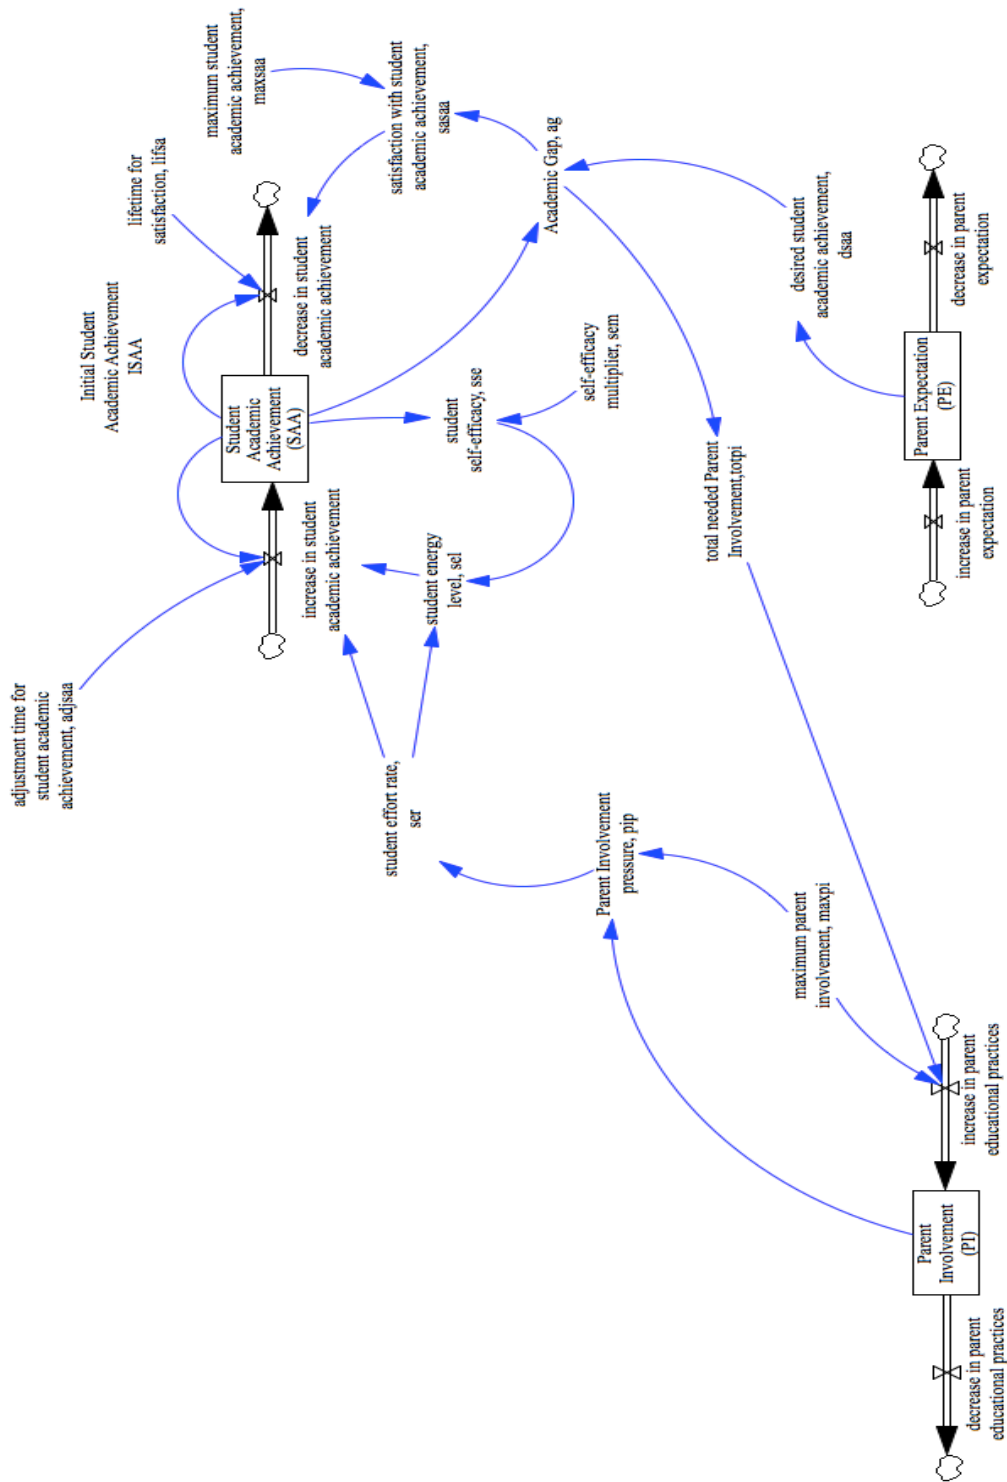 adjustment time for
student academic
achievement, adjsaa
Initial Student
Academic Achievement
ISAA
lifetime for
satisfaction, lifsa
maximum student
academic achievement,
maxsaa
Student
Academic
Achievement
(SAA)
increase in student
academic achievement
decrease in student
academic achievement
satisfaction with student
academic achievement,
sasaa
student effort rate,
ser
student energy
level, sel
student
self-efficacy, sse
self-efficacy
multiplier, sem
Academic Gap, ag
Parent Involvement
pressure, pip
total needed Parent
Involvement,totpi
maximum parent
involvement, maxpi
desired student
academic achievement,
dsaa
Parent
Involvement
(PI)
decrease in parent
educational practices
increase in parent
educational practices
Parent Expectation
(PE)
increase in parent
expectation
decrease in parent
expectation